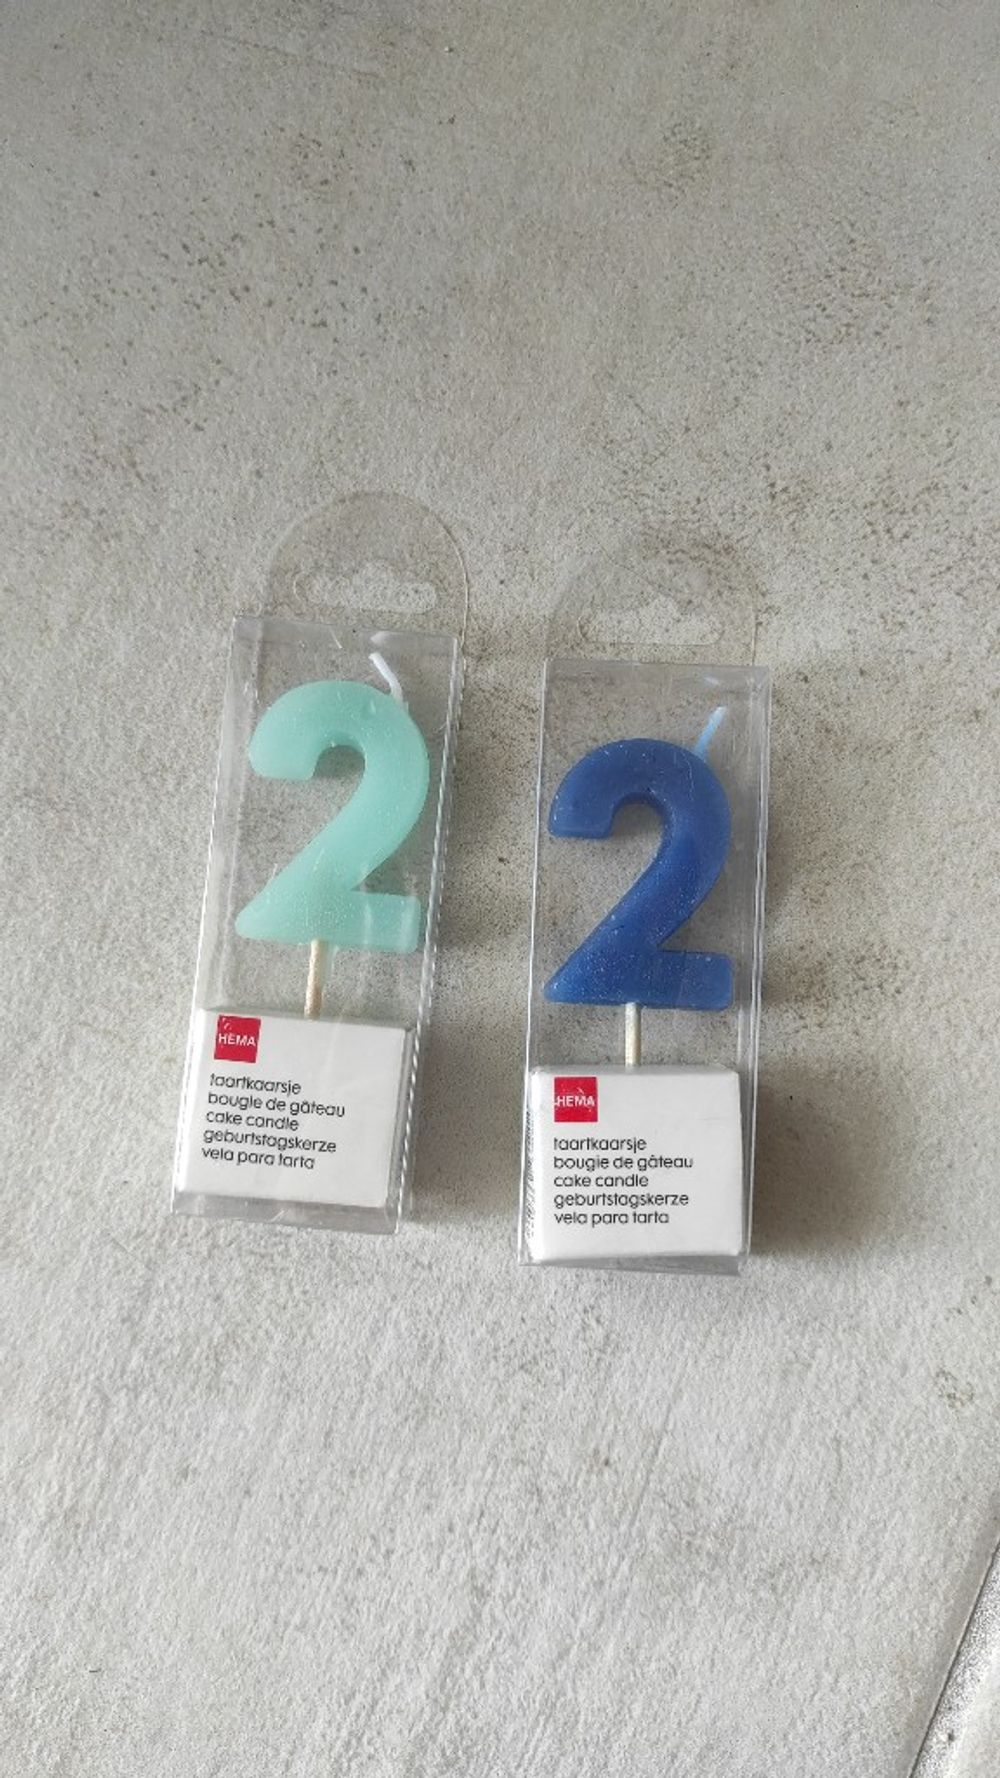 2
HEMA
taartkaarsje
bougie de gâteau
cake candle
geburtstagskerze
vela para tarta
2
HEMA
taartkaarsje
bougie de gâteau
cake candle
geburtstagskerze
vela para tarta